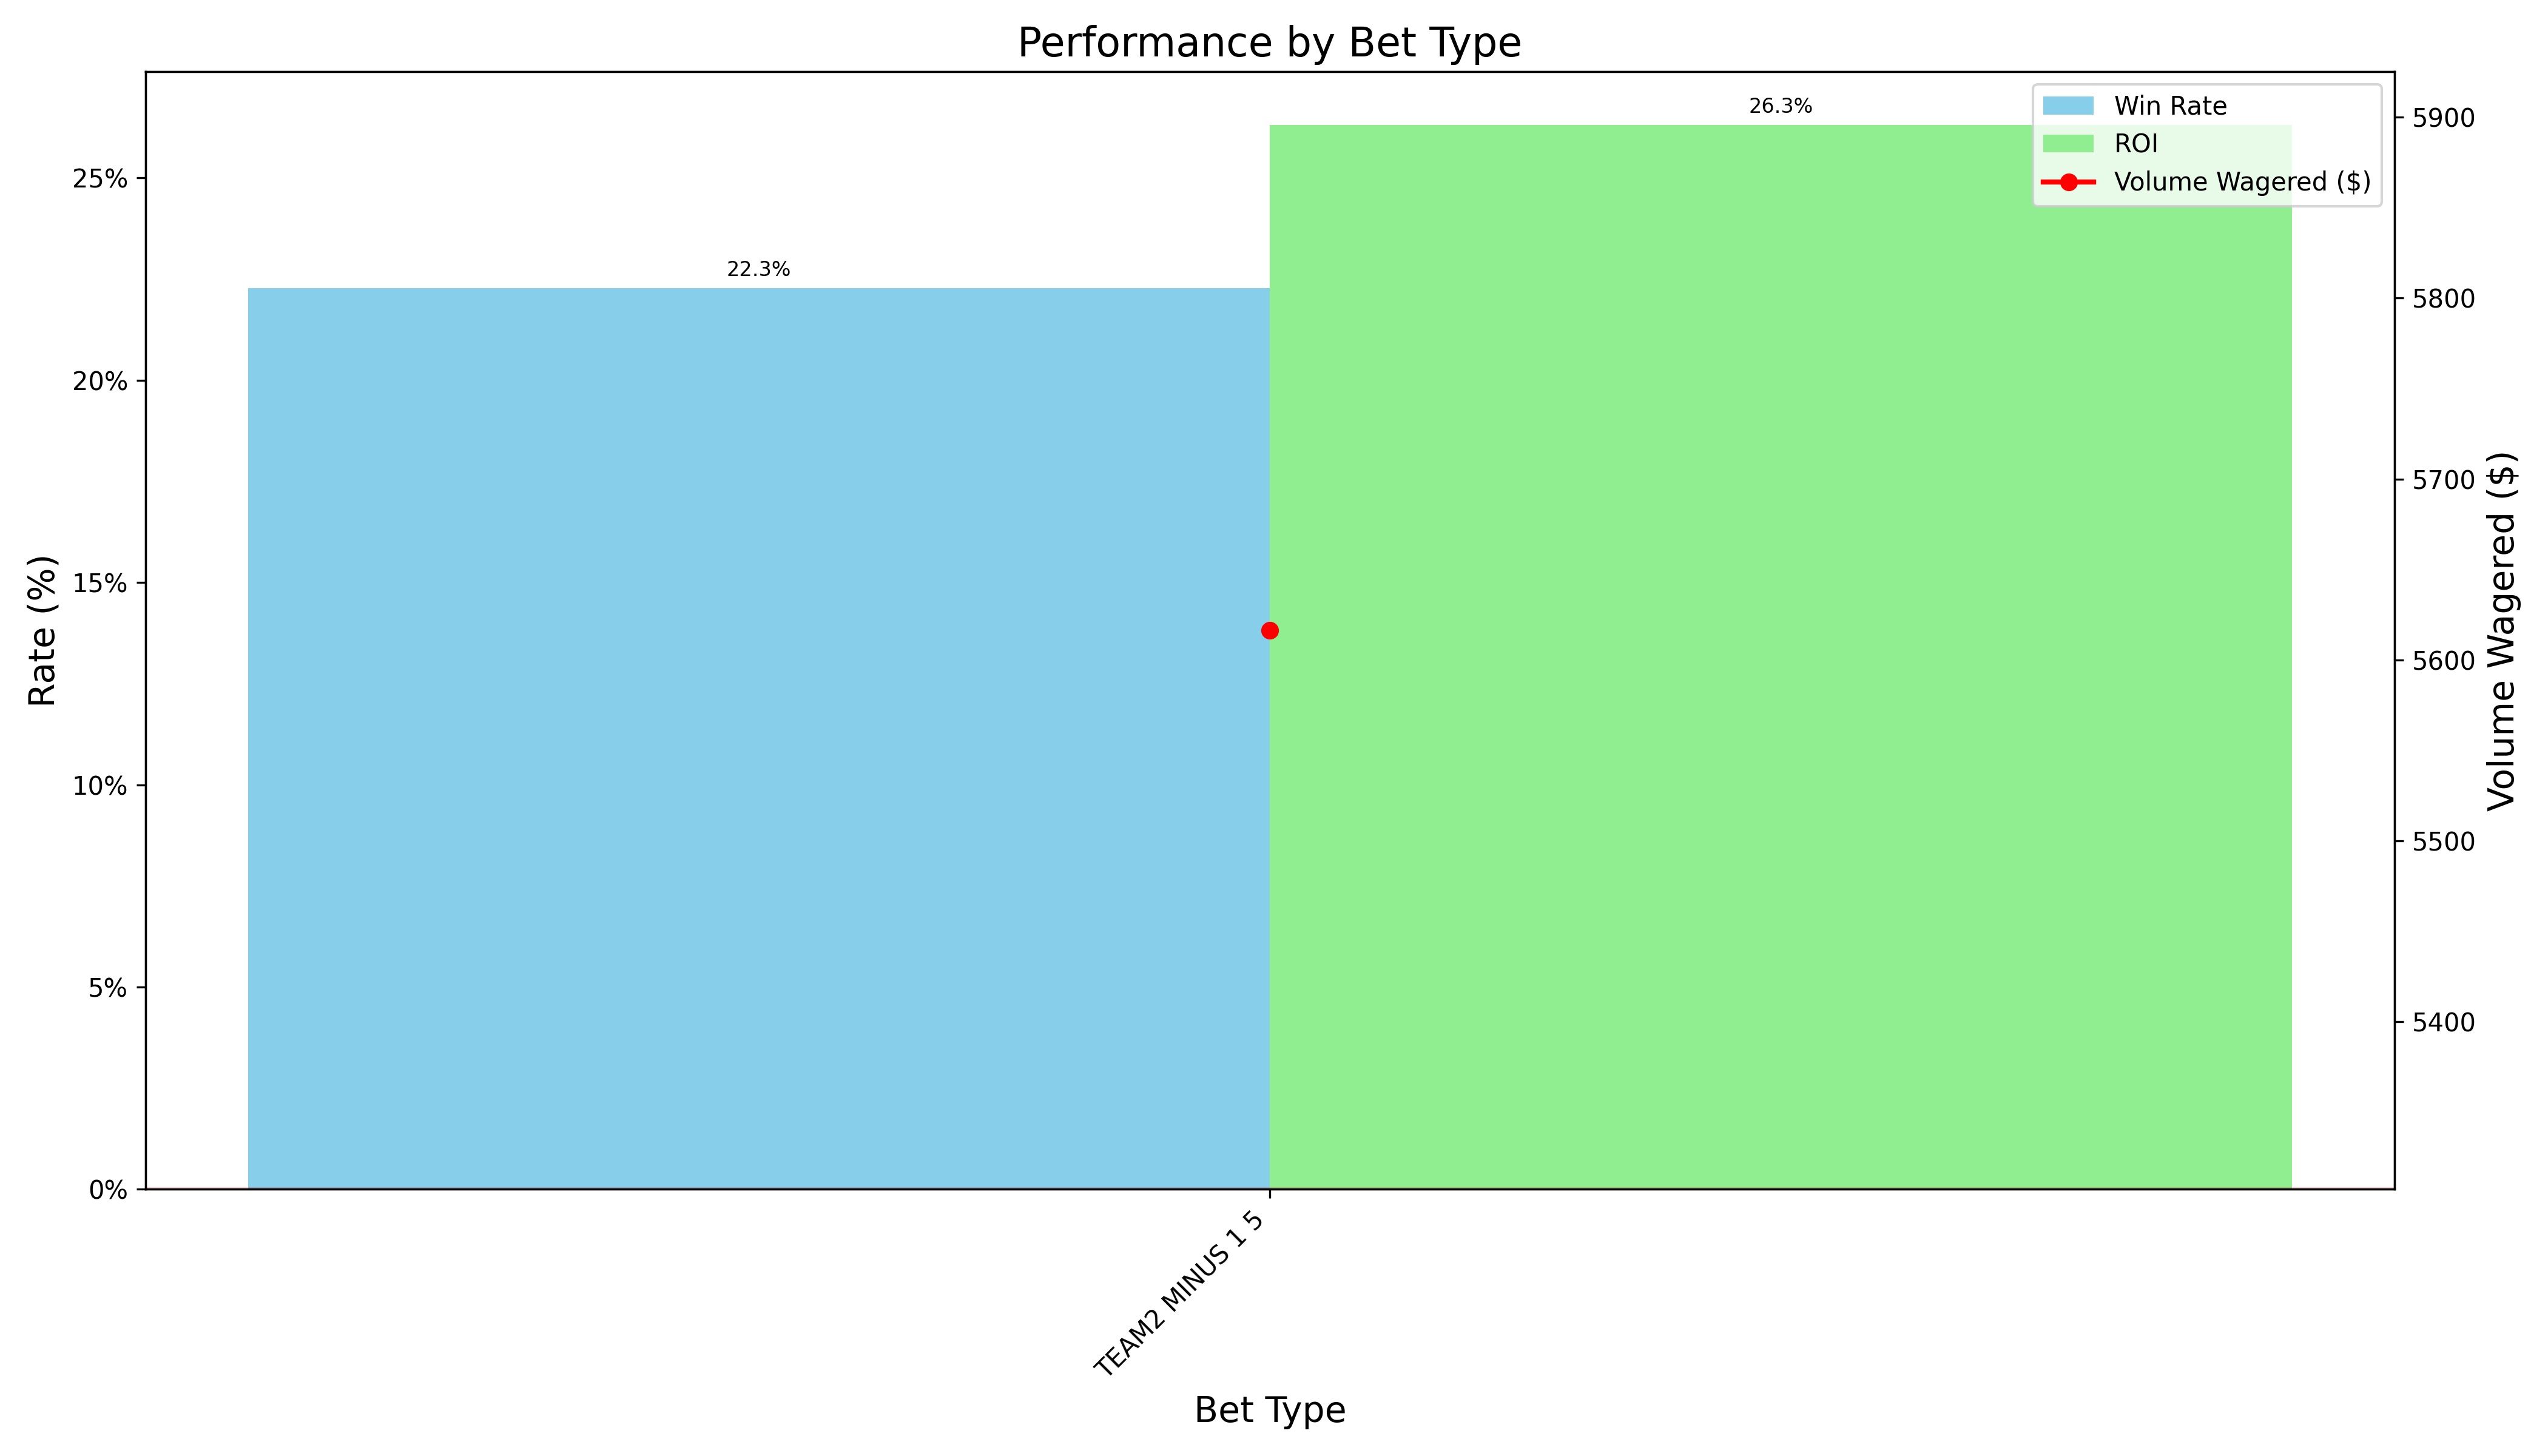 Performance by Bet Type
26.3%
22.3%
Win Rate
ROI
Volume Wagered ($)
25%
20%
15%
10%
5%
0%
Rate (%)
5900
5800
5700
5600
5500
5400
Volume Wagered ($)
TEAM2 MINUS 1 5
Bet Type